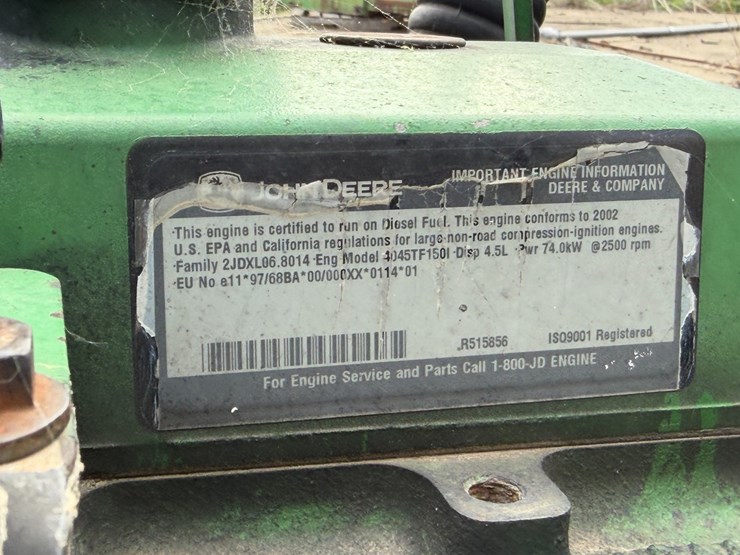 JOHN DEERE
IMPORTANT ENGINE INFORMATION
DEERE & COMPANY
This engine is certified to run on Diesel Fuel. This engine conforms to 2002
U.S. EPA and California regulations for large non-road compression-ignition engines.
Family 2JDXL06.8014 Eng Model 4045TF150I Disp 4.5L Pwr 74.0kW @2500 rpm
EU No e11*97/68BA*00/000XX*0114*01
R515856
ISO9001 Registered
For Engine Service and Parts Call 1-800-JD ENGINE